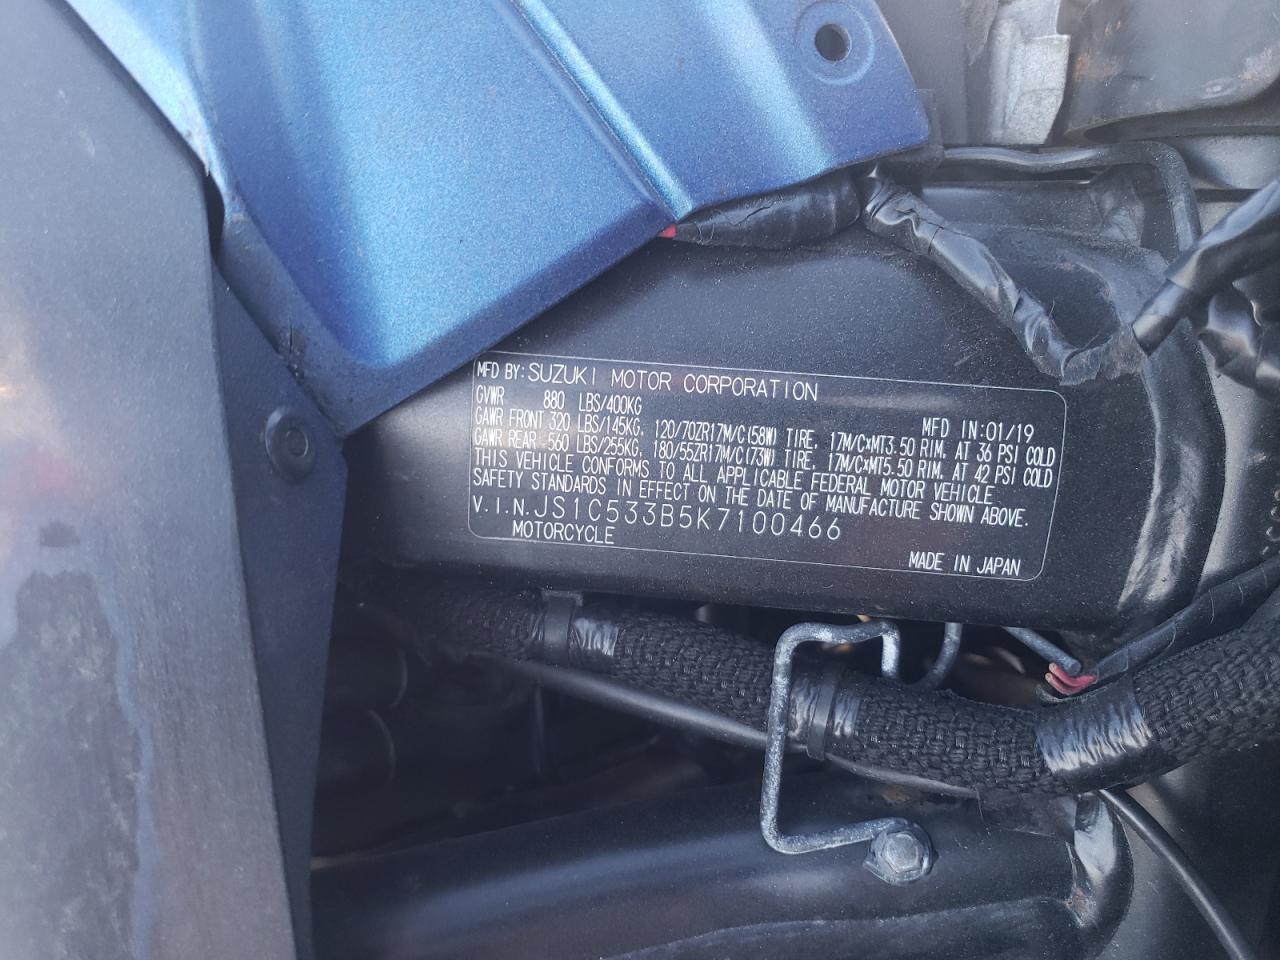 MFD BY: SUZUKI MOTOR CORPORATION
GVWR 880 LBS/400KG MFD IN: 01/19
GAWR FRONT 320 LBS/145KG, 120/70ZR17M/C(58W) TIRE, 17M/C×MT3.50 RIM, AT 36 PSI COLD
GAWR REAR 560 LBS/255KG, 180/55ZR17M/C(73W) TIRE, 17M/C×MT5.50 RIM, AT 42 PSI COLD
THIS VEHICLE CONFORMS TO ALL APPLICABLE FEDERAL MOTOR VEHICLE
SAFETY STANDARDS IN EFFECT ON THE DATE OF MANUFACTURE SHOWN ABOVE.
V.I.N. JS1C533B5K7100466
MOTORCYCLE MADE IN JAPAN